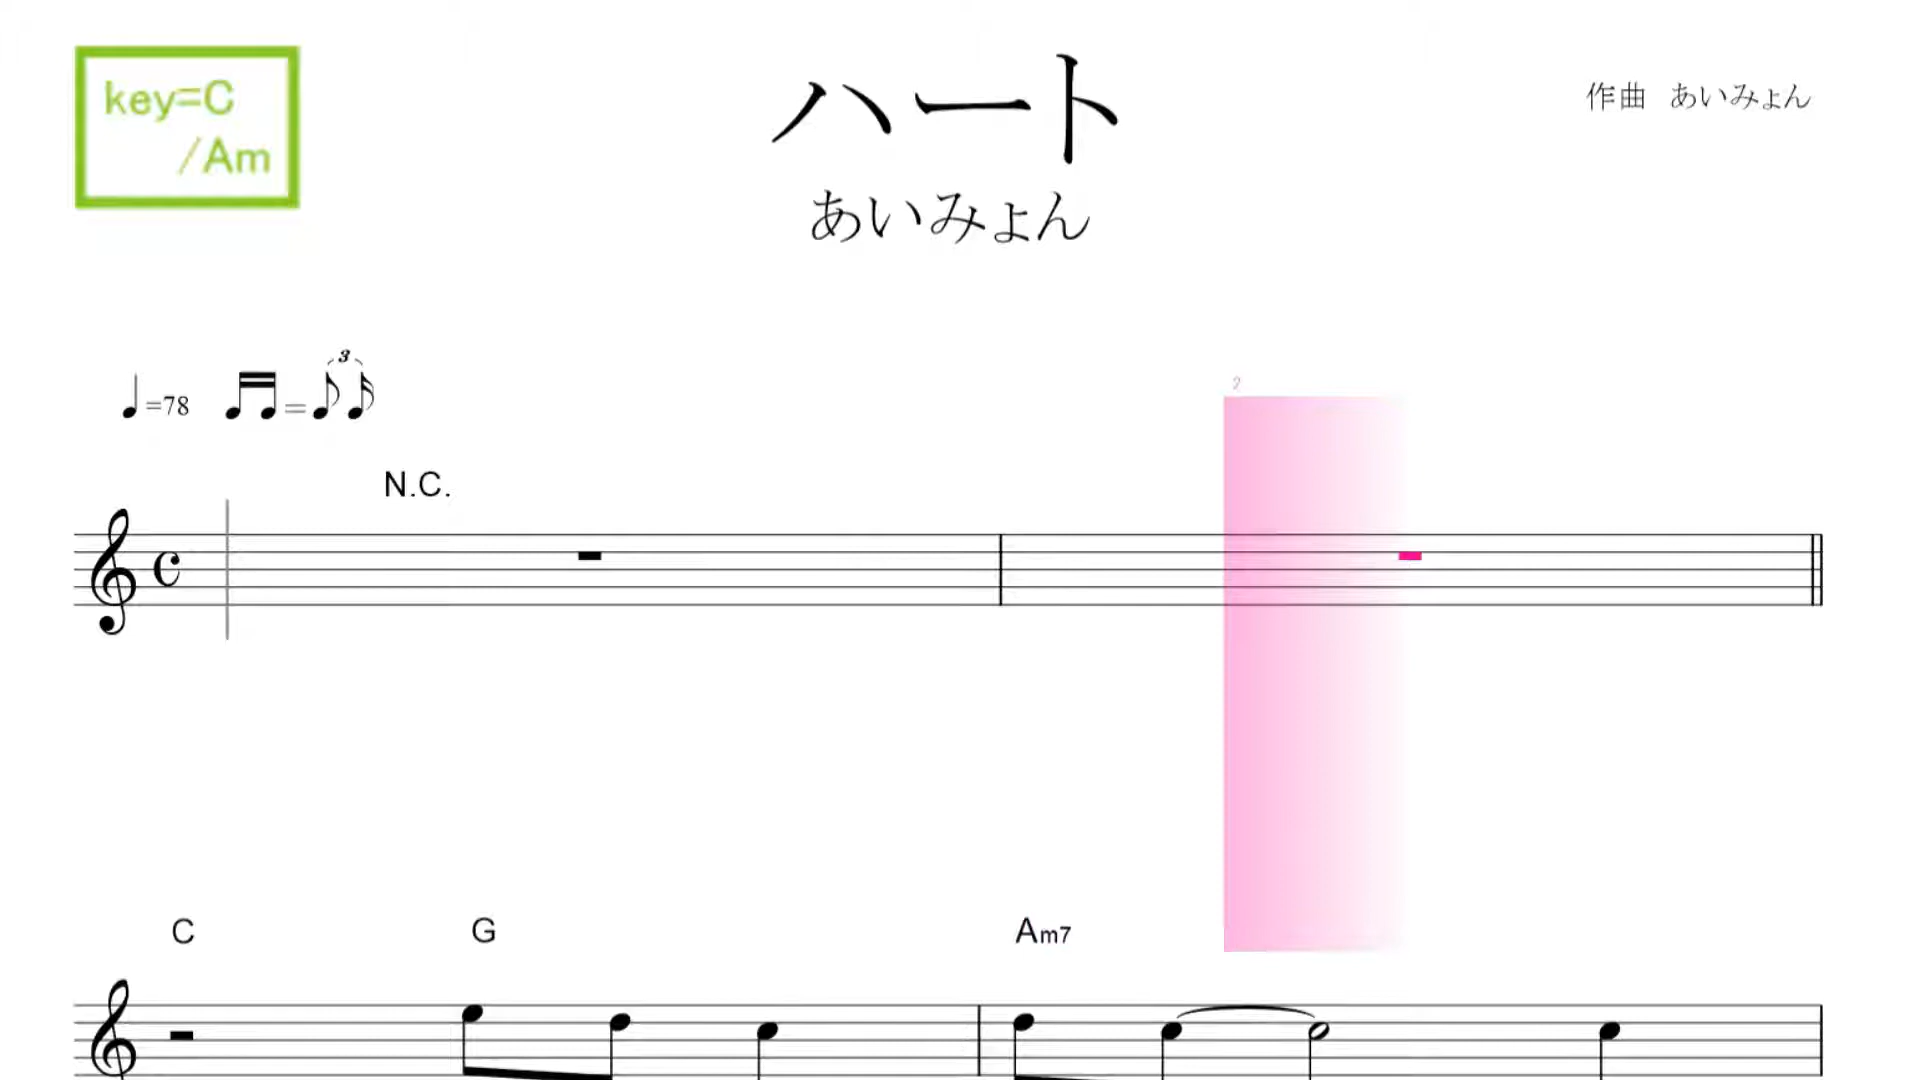 key=C
/Am
ハート
作曲　あいみょん
あいみょん
3
=78
=
2
N.C.
C G Am7